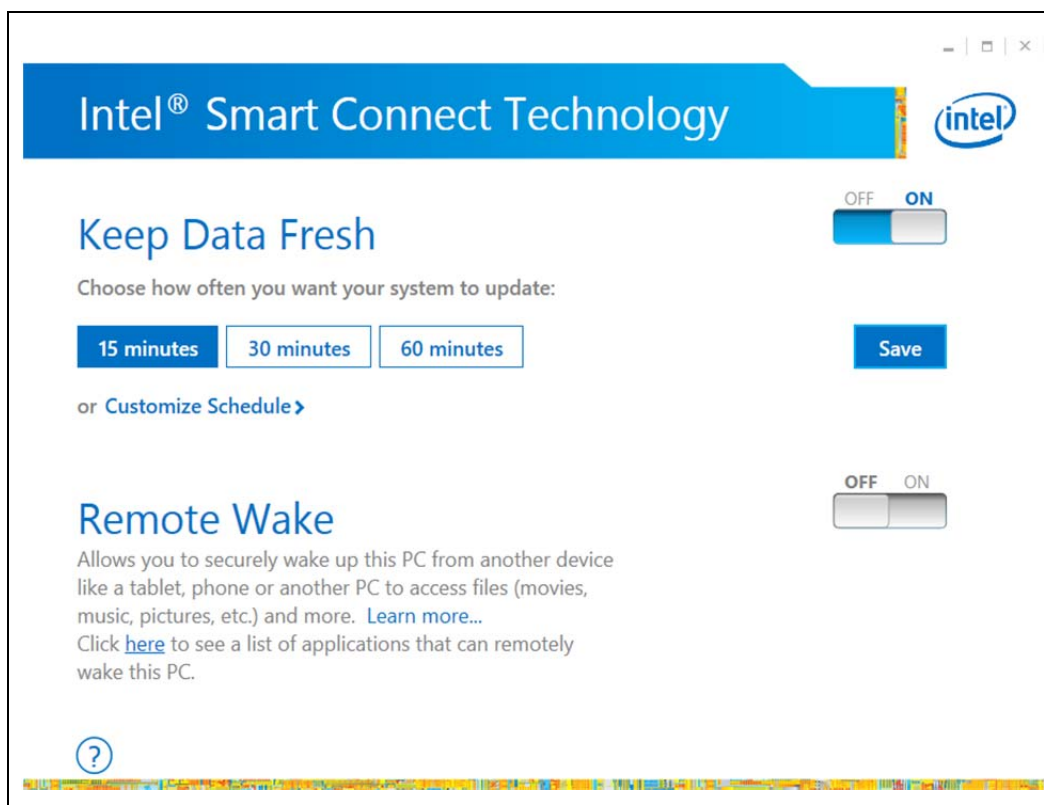 Intel® Smart Connect Technology
intel
OFF ON
Keep Data Fresh
Choose how often you want your system to update:
15 minutes 30 minutes 60 minutes Save
or Customize Schedule>
OFF ON
Remote Wake
Allows you to securely wake up this PC from another device
like a tablet, phone or another PC to access files (movies,
music, pictures, etc.) and more. Learn more...
Click here to see a list of applications that can remotely
wake this PC.
?